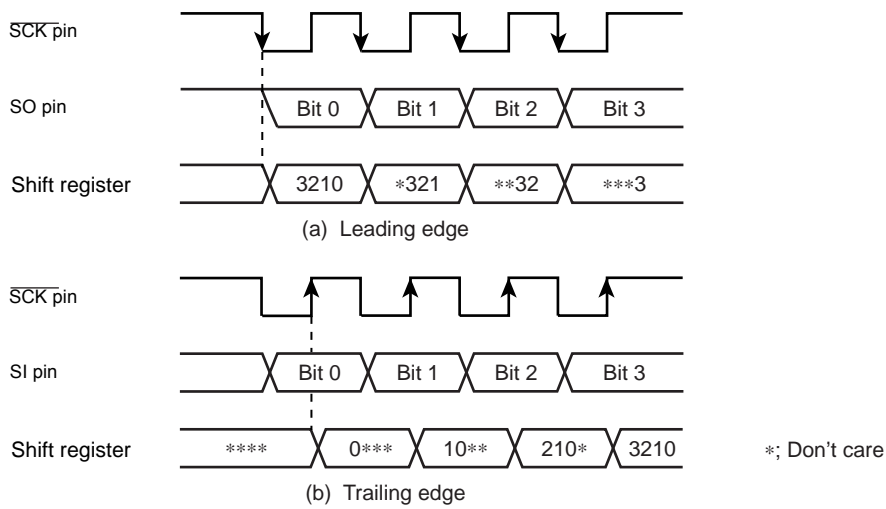 SCK pin
SO pin Bit 0 Bit 1 Bit 2 Bit 3
Shift register 3210 *321 **32 ***3
(a) Leading edge
SCK pin
SI pin Bit 0 Bit 1 Bit 2 Bit 3
Shift register **** 0*** 10** 210* 3210 *; Don't care
(b) Trailing edge